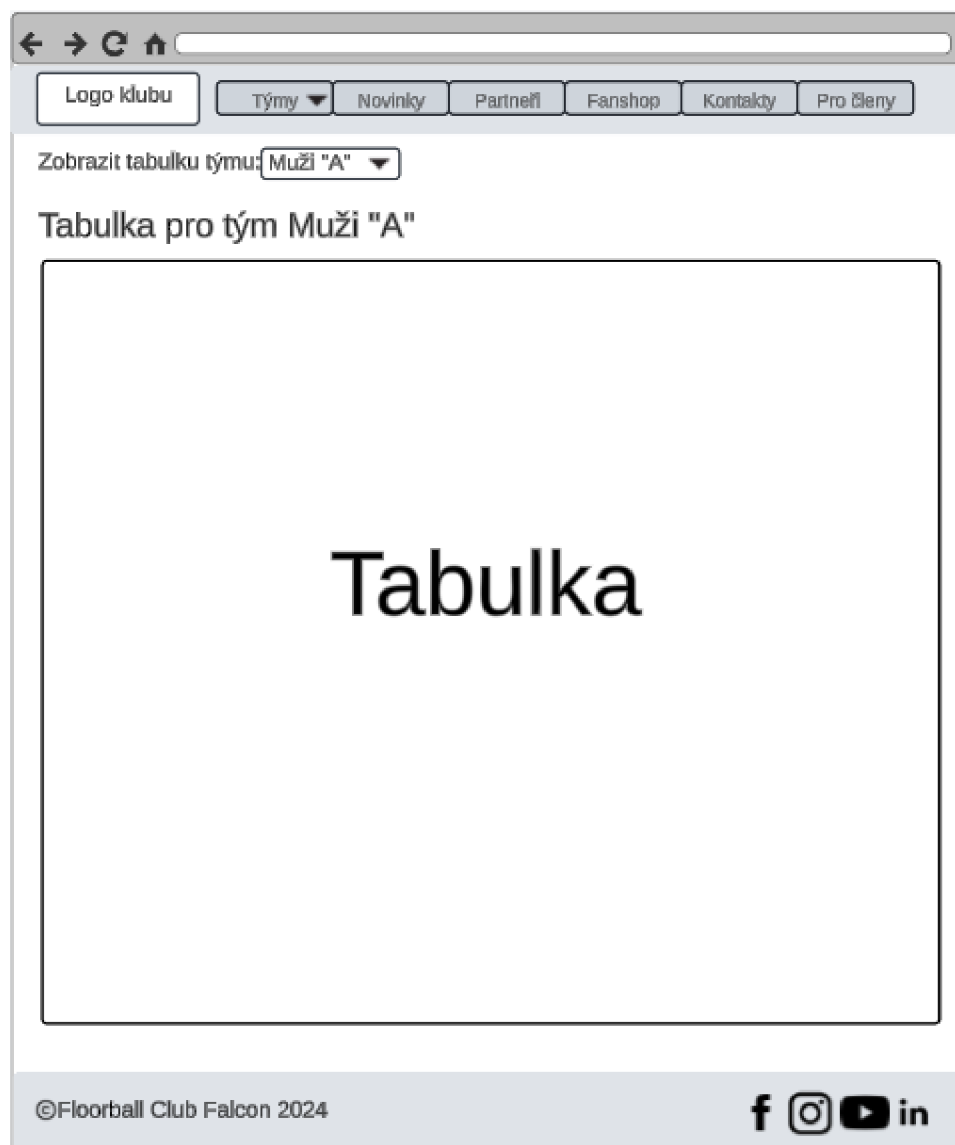 Logo klubu
Týmy Novinky Partneři Fanshop Kontakty Pro členy
Zobrazit tabulku týmu: Muži "A"
Tabulka pro tým Muži "A"
Tabulka
©Floorball Club Falcon 2024